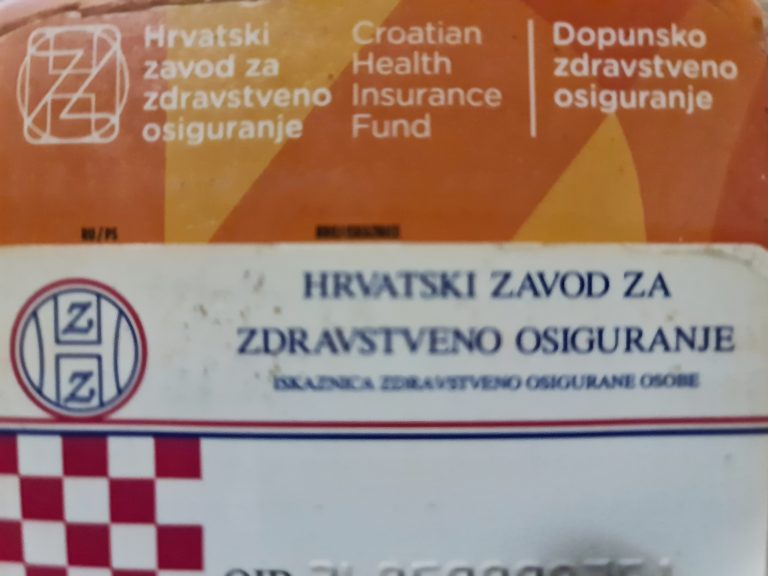 Hrvatski
zavod za
zdravstveno
osiguranje
Croatian
Health
Insurance
Fund
Dopunsko
zdravstveno
osiguranje
HRVATSKI ZAVOD ZA
ZDRAVSTVENO OSIGURANJE
ISKAZNICA ZDRAVSTVENO OSIGURANE OSOBE